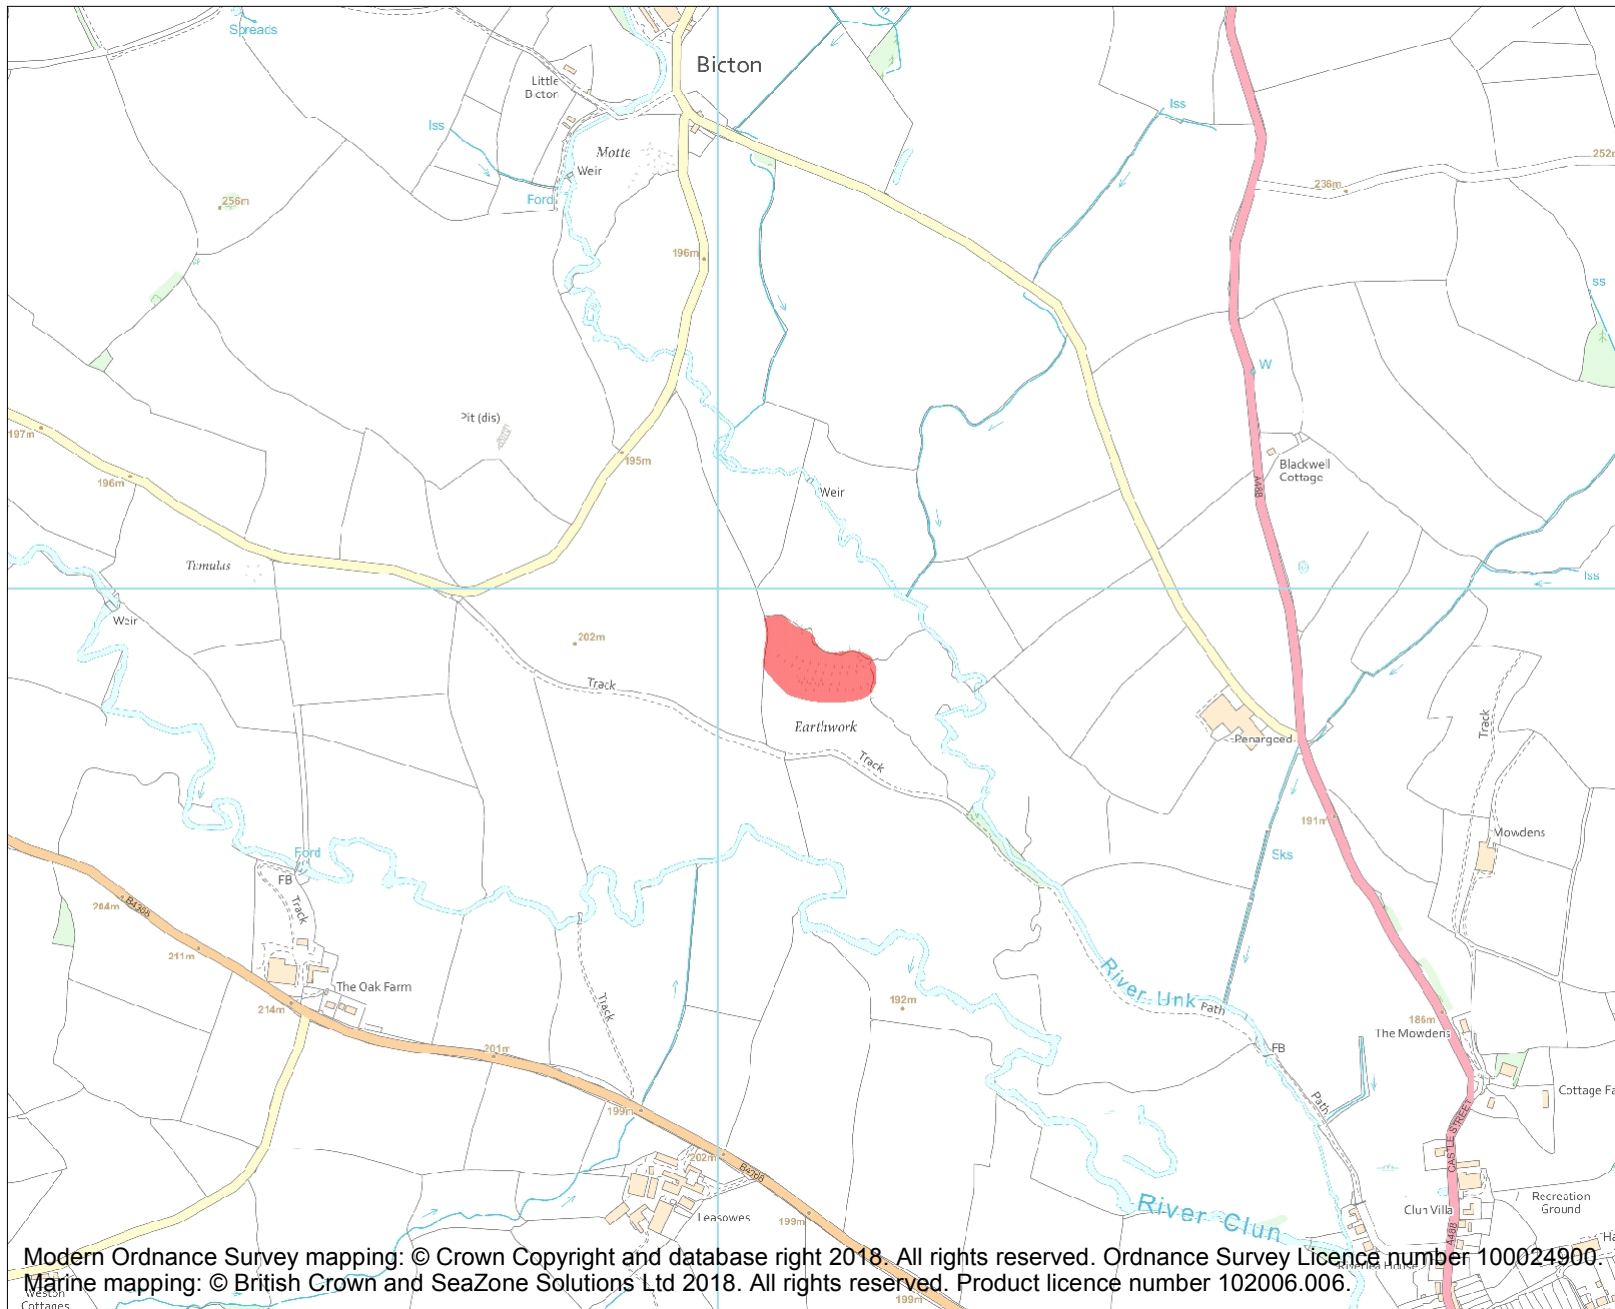 Spreads
Bicton
Little
Bicton
Iss
Iss
Motte
Weir
Ford
252m
236m
256m
196m
Iss
W
Pit (dis)
197m
195m
196m
Blackwell
Cottage
A488
Weir
Tumulus
Iss
Weir
202m
Track
Earthwork
Track
Track
Penargoed
191m
Mowdens
Ford
FB
Sks
Track
204m
B4368
211m
The Oak Farm
River Unk
Path
214m
Track
192m
186m
The Mowdens
201m
FB
Path
Cottage Fa
199m
CASTLE STREET
202m
B4368
Leasowes
199m
River Clun
Clun Villa
A488
Recreation
Ground
Ha
Modern Ordnance Survey mapping: © Crown Copyright and database right 2018. All rights reserved. Ordnance Survey Licence number 100024900.
Marine mapping: © British Crown and SeaZone Solutions Ltd 2018. All rights reserved. Product licence number 102006.006.
Weston
Cottages
199m